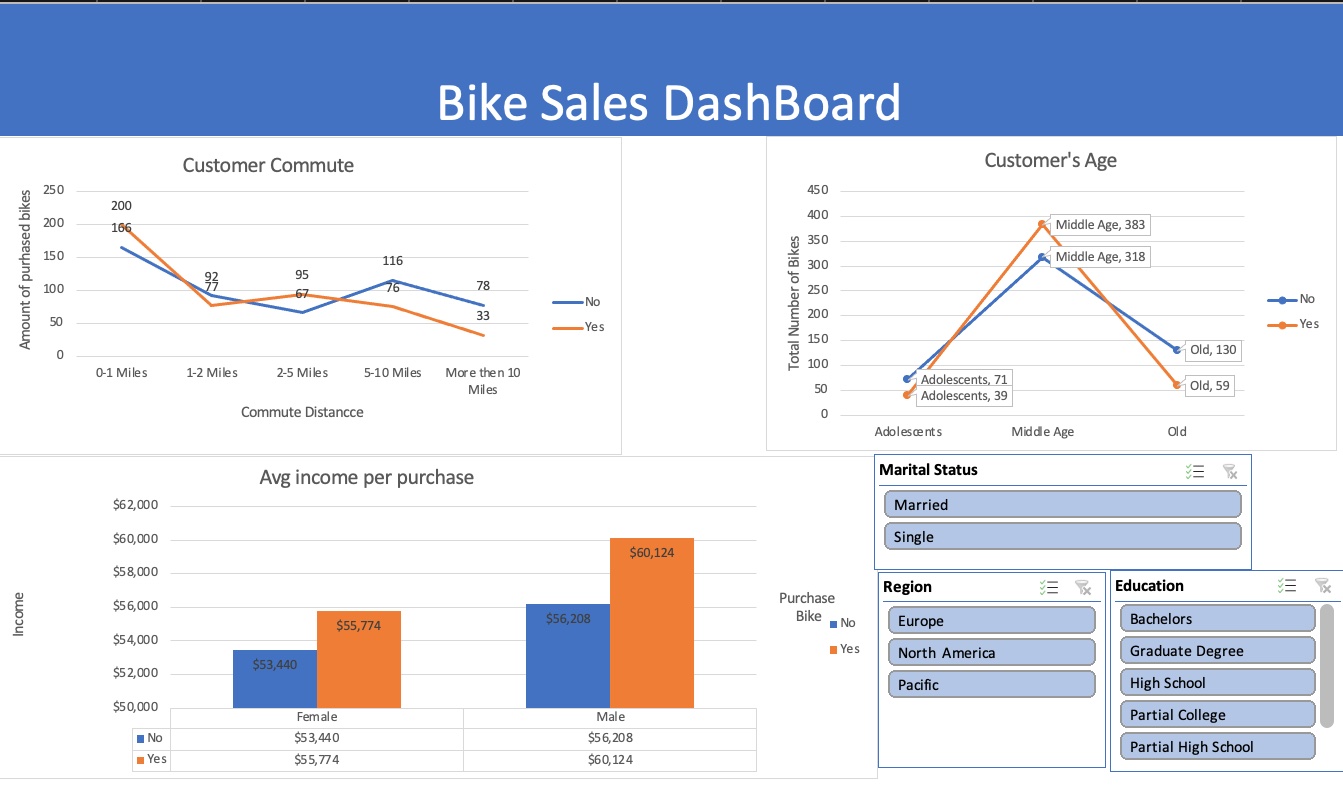 Bike Sales DashBoard
Customer Commute
Amount of purhased bikes
250
200
150
100
50
0
200
166
92
77
95
67
116
76
78
33
0-1 Miles
1-2 Miles
2-5 Miles
5-10 Miles
More then 10
Miles
Commute Distancce
No
Yes
Customer's Age
Total Number of Bikes
450
400
350
300
250
200
150
100
50
0
Middle Age, 383
Middle Age, 318
Old, 130
Old, 59
Adolescents, 71
Adolescents, 39
Adolescents
Middle Age
Old
No
Yes
Avg income per purchase
Income
$62,000
$60,000
$58,000
$56,000
$54,000
$52,000
$50,000
$53,440
$55,774
$56,208
$60,124
Female
Male
No $53,440 $56,208
Yes $55,774 $60,124
Purchase
Bike
No
Yes
Marital Status
Married
Single
Region
Europe
North America
Pacific
Education
Bachelors
Graduate Degree
High School
Partial College
Partial High School